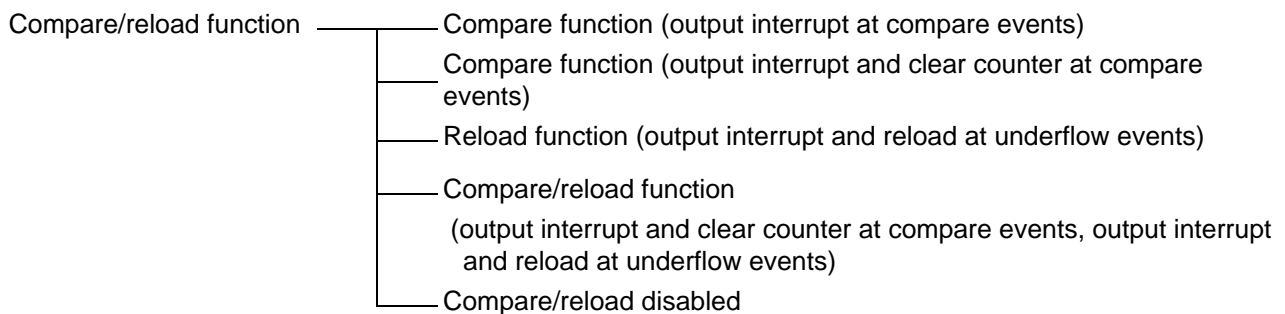 Compare/reload function
Compare function (output interrupt at compare events)
Compare function (output interrupt and clear counter at compare
events)
Reload function (output interrupt and reload at underflow events)
Compare/reload function
(output interrupt and clear counter at compare events, output interrupt
and reload at underflow events)
Compare/reload disabled